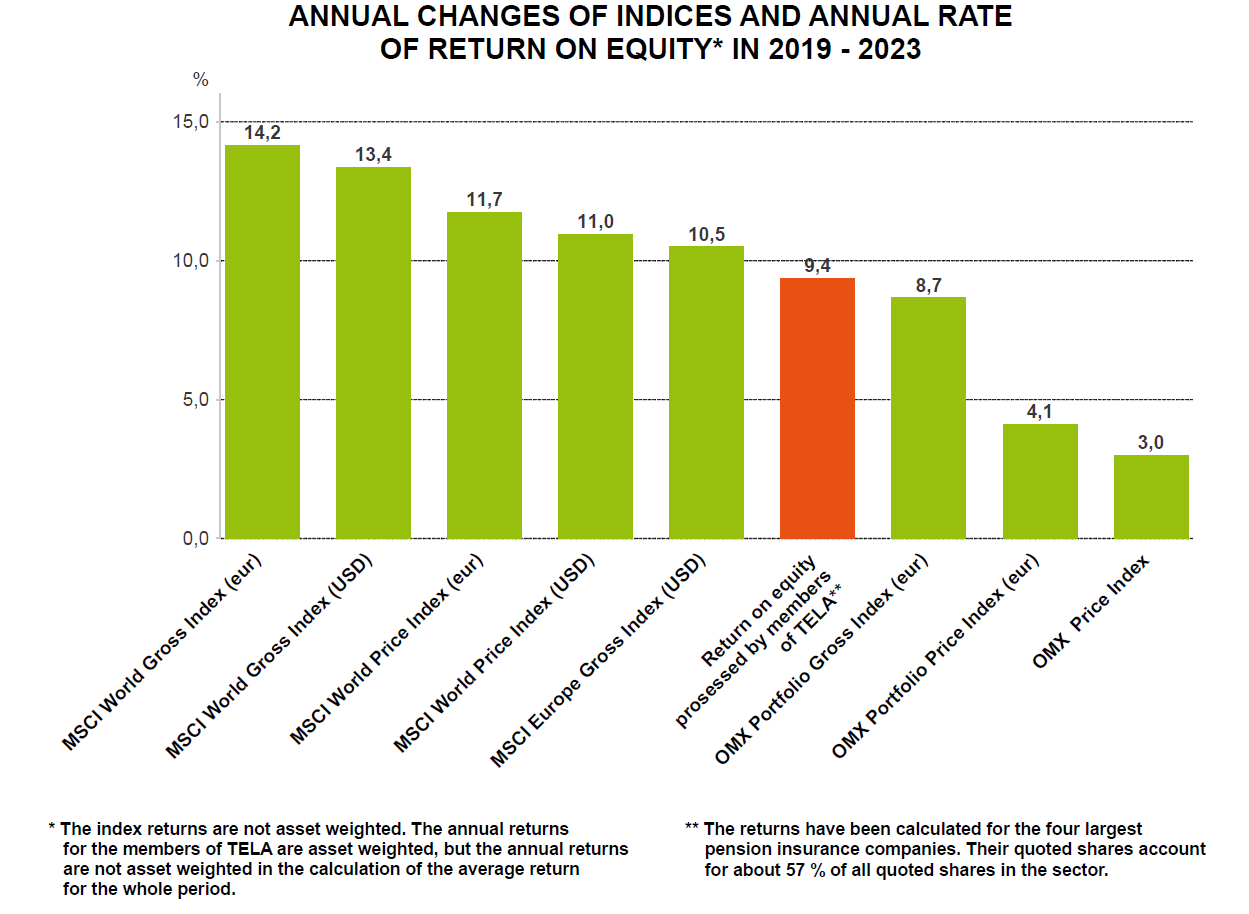 ANNUAL CHANGES OF INDICES AND ANNUAL RATE
OF RETURN ON EQUITY* IN 2019 - 2023
%
15,0
10,0
5,0
0,0
14,2
13,4
11,7
11,0
10,5
9,4
8,7
4,1
3,0
MSCI World Gross Index (eur)
MSCI World Gross Index (USD)
MSCI World Price Index (eur)
MSCI World Price Index (USD)
MSCI Europe Gross Index (USD)
Return on equity
prosessed by members
of TELA**
OMX Portfolio Gross Index (eur)
OMX Portfolio Price Index (eur)
OMX Price Index
* The index returns are not asset weighted. The annual returns
for the members of TELA are asset weighted, but the annual returns
are not asset weighted in the calculation of the average return
for the whole period.
** The returns have been calculated for the four largest
pension insurance companies. Their quoted shares account
for about 57 % of all quoted shares in the sector.